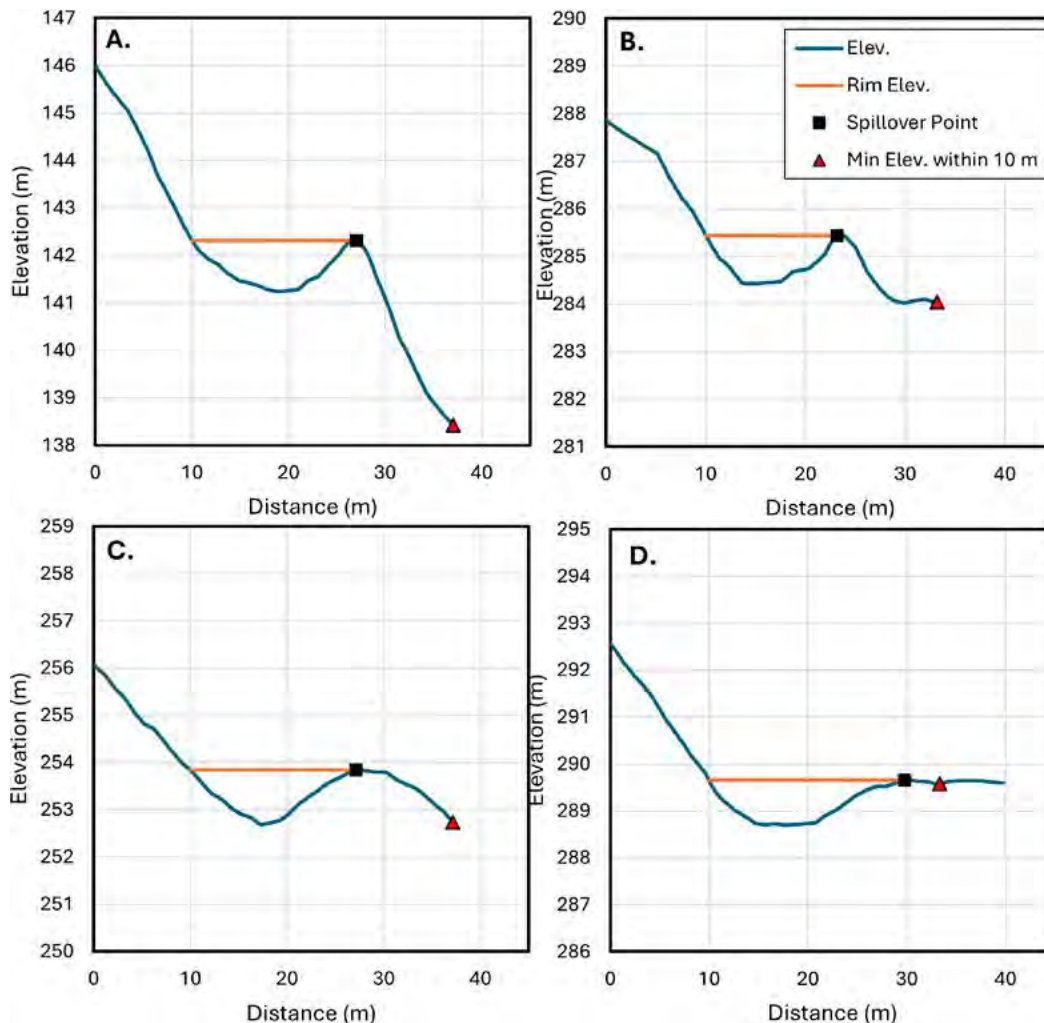 A.
147
146
145
144
143
142
141
140
139
138
Elevation (m)
0 10 20 30 40
Distance (m)
B.
290
289
288
287
286
285
284
283
282
281
Elevation (m)
0 10 20 30 40
Distance (m)
Elev.
Rim Elev.
Spillover Point
Min Elev. within 10 m
C.
259
258
257
256
255
254
253
252
251
250
Elevation (m)
0 10 20 30 40
Distance (m)
D.
295
294
293
292
291
290
289
288
287
286
Elevation (m)
0 10 20 30 40
Distance (m)